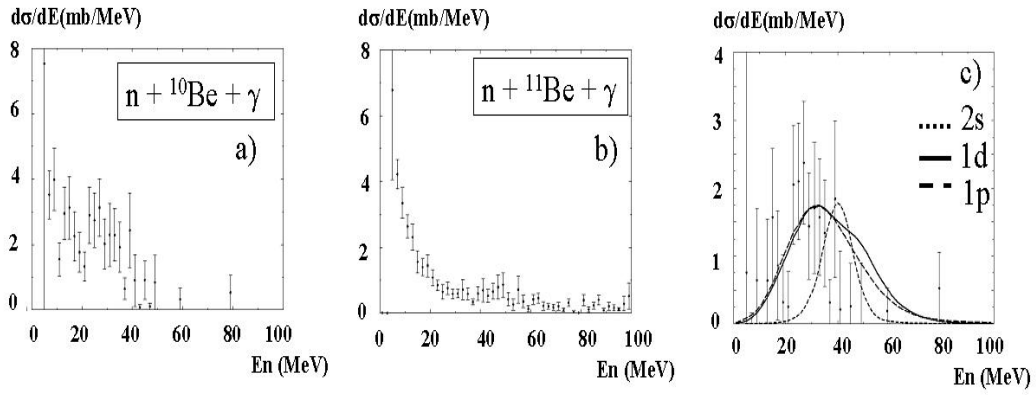 dσ/dE(mb/MeV)
8
6
4
2
0
n + ¹⁰Be + γ
a)
0 20 40 60 80 100
En (MeV)
dσ/dE(mb/MeV)
8
6
4
2
0
n + ¹¹Be + γ
b)
0 20 40 60 80 100
En (MeV)
dσ/dE(mb/MeV)
4
3
2
1
0
c)
2s
1d
1p
0 20 40 60 80 100
En (MeV)